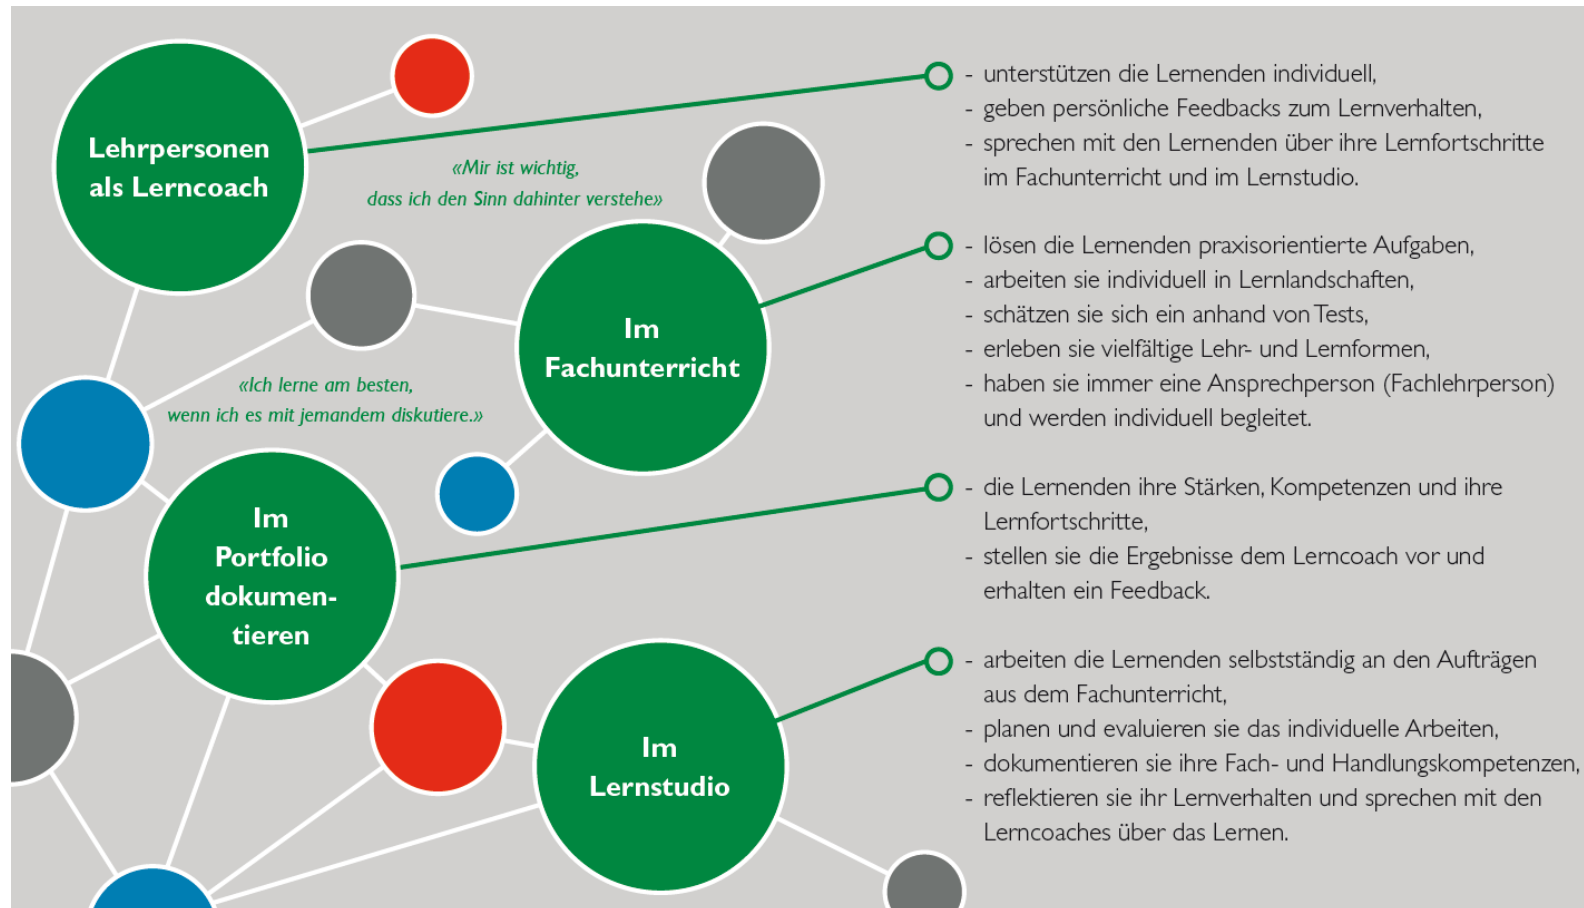 Lehrpersonen
als Lerncoach
- unterstützen die Lernenden individuell,
- geben persönliche Feedbacks zum Lernverhalten,
- sprechen mit den Lernenden über ihre Lernfortschritte
im Fachunterricht und im Lernstudio.
«Mir ist wichtig,
dass ich den Sinn dahinter verstehe»
Im
Fachunterricht
- lösen die Lernenden praxisorientierte Aufgaben,
- arbeiten sie individuell in Lernlandschaften,
- schätzen sie sich ein anhand von Tests,
- erleben sie vielfältige Lehr- und Lernformen,
- haben sie immer eine Ansprechperson (Fachlehrperson)
und werden individuell begleitet.
«Ich lerne am besten,
wenn ich es mit jemandem diskutiere.»
Im
Portfolio
dokumen-
tieren
- die Lernenden ihre Stärken, Kompetenzen und ihre
Lernfortschritte,
- stellen sie die Ergebnisse dem Lerncoach vor und
erhalten ein Feedback.
Im
Lernstudio
- arbeiten die Lernenden selbstständig an den Aufträgen
aus dem Fachunterricht,
- planen und evaluieren sie das individuelle Arbeiten,
- dokumentieren sie ihre Fach- und Handlungskompetenzen,
- reflektieren sie ihr Lernverhalten und sprechen mit den
Lerncoaches über das Lernen.